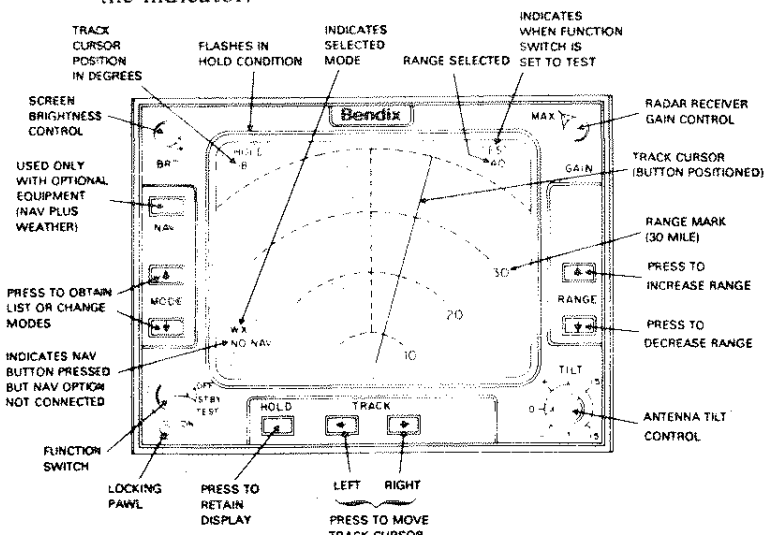 the indicator.
TRACK
CURSOR
POSITION
IN DEGREES
FLASHES IN
HOLD CONDITION
INDICATES
SELECTED
MODE
RANGE SELECTED
INDICATES
WHEN FUNCTION
SWITCH IS
SET TO TEST
SCREEN
BRIGHTNESS
CONTROL
Bendix
MAX
RADAR RECEIVER
GAIN CONTROL
HOLD
40
GAIN
TRACK CURSOR
(BUTTON POSITIONED)
USED ONLY
WITH OPTIONAL
EQUIPMENT
(NAV PLUS
WEATHER)
NAV
RANGE MARK
(30 MILE)
30
PRESS TO
INCREASE RANGE
PRESS TO OBTAIN
LIST OR CHANGE
MODES
MODE
RANGE
20
PRESS TO
DECREASE RANGE
WX
NO NAV
10
INDICATES NAV
BUTTON PRESSED
BUT NAV OPTION
NOT CONNECTED
OFF
STBY
TEST
ON
HOLD
TRACK
TILT
0
ANTENNA TILT
CONTROL
FUNCTION
SWITCH
LOCKING
PAWL
PRESS TO
RETAIN
DISPLAY
LEFT
RIGHT
PRESS TO MOVE
TRACK CURSOR